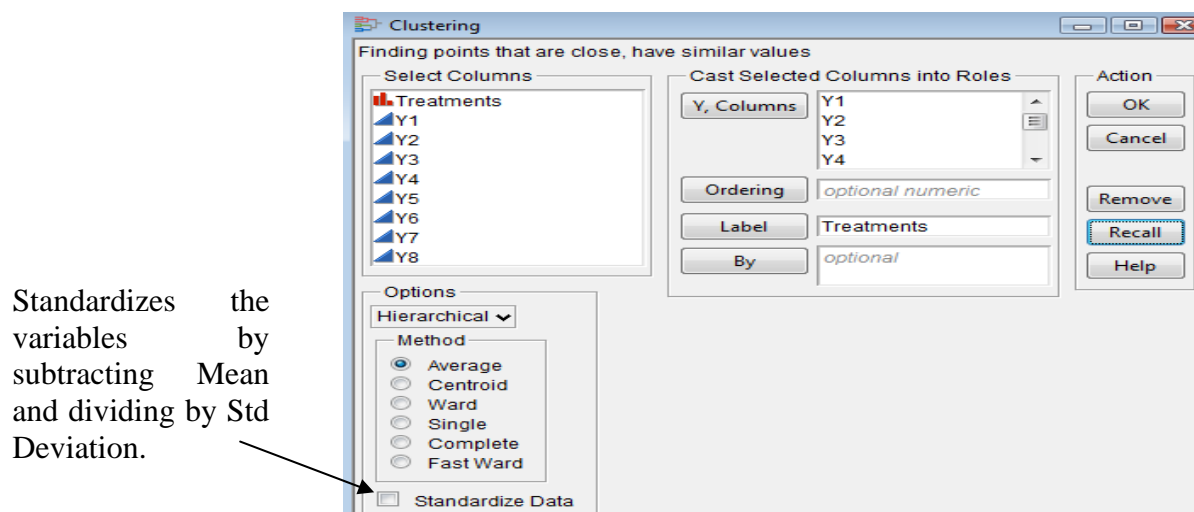 Clustering
Finding points that are close, have similar values
Select Columns
Treatments
Y1
Y2
Y3
Y4
Y5
Y6
Y7
Y8
Cast Selected Columns into Roles
Y, Columns
Y1
Y2
Y3
Y4
Ordering
optional numeric
Label
Treatments
By
optional
Action
OK
Cancel
Remove
Recall
Help
Options
Hierarchical
Method
Average
Centroid
Ward
Single
Complete
Fast Ward
Standardize Data
Standardizes the
variables by
subtracting Mean
and dividing by Std
Deviation.